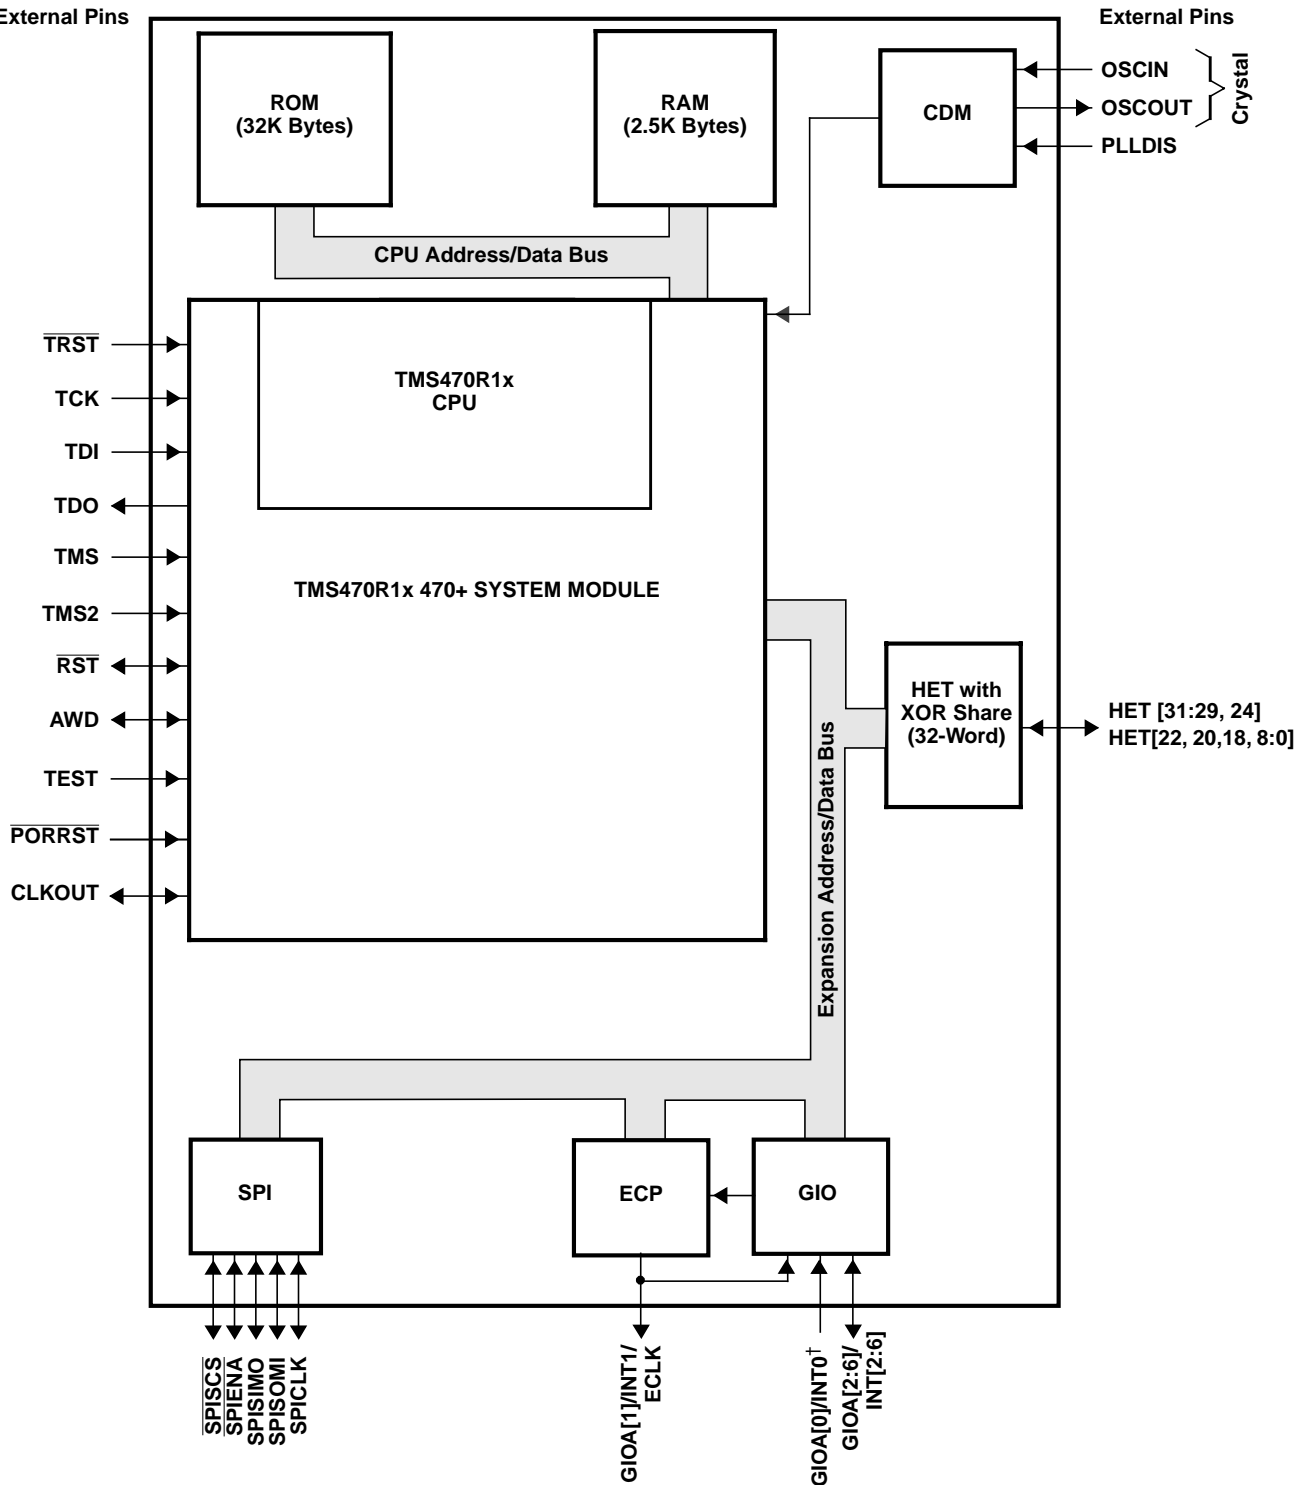 External Pins
External Pins
ROM
(32K Bytes)
RAM
(2.5K Bytes)
CDM
OSCIN
OSCOUT
PLLDIS
Crystal
CPU Address/Data Bus
TRST
TCK
TDI
TDO
TMS
TMS2
RST
AWD
TEST
PORRST
CLKOUT
TMS470R1x
CPU
TMS470R1x 470+ SYSTEM MODULE
HET with
XOR Share
(32-Word)
HET [31:29, 24]
HET[22, 20,18, 8:0]
Expansion Address/Data Bus
SPI
ECP
GIO
SPISCS
SPIENA
SPISIMO
SPISOMI
SPICLK
GIOA[1]/INT1/
ECLK
GIOA[0]/INT0†
GIOA[2:6]/
INT[2:6]